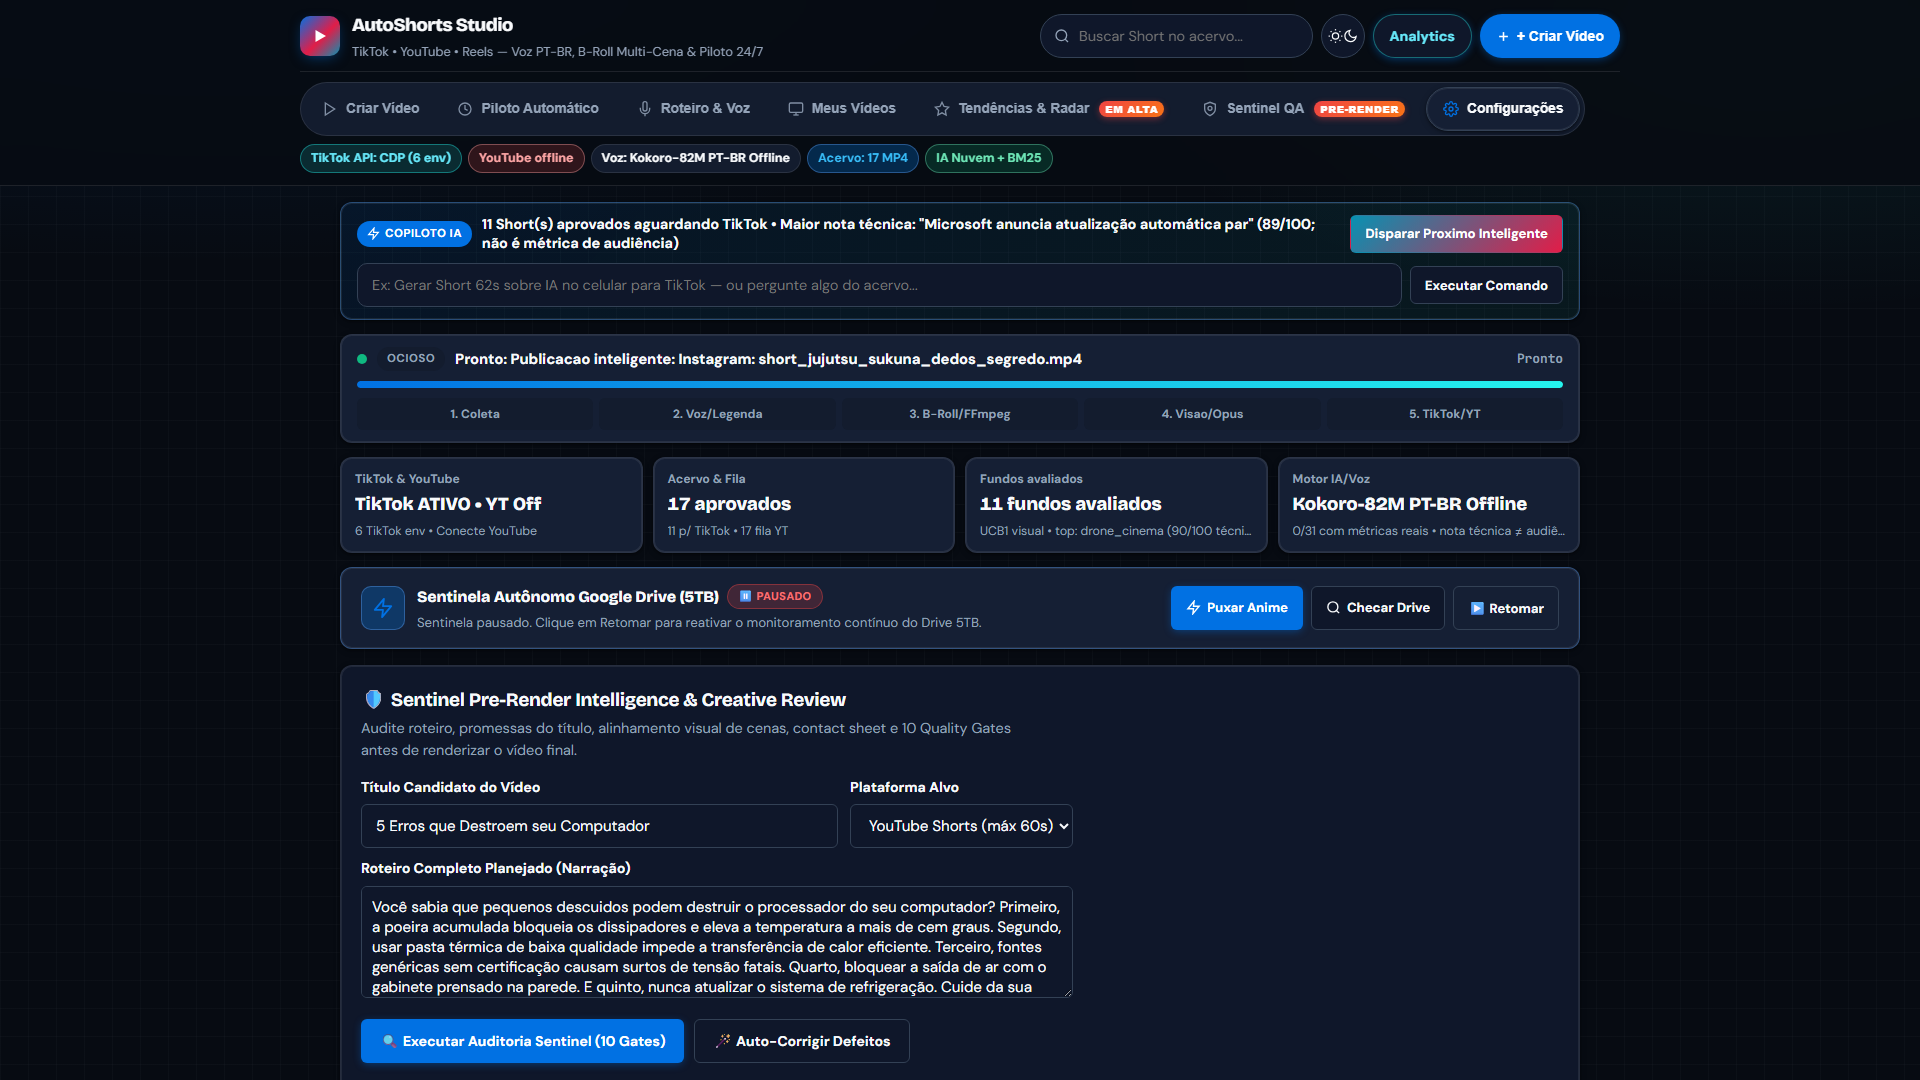 AutoShorts Studio
TikTok • YouTube • Reels — Voz PT-BR, B-Roll Multi-Cena & Piloto 24/7
Buscar Short no acervo...
Analytics
+ + Criar Vídeo
Criar Vídeo
Piloto Automático
Roteiro & Voz
Meus Vídeos
Tendências & Radar EM ALTA
Sentinel QA PRE-RENDER
Configurações
TikTok API: CDP (6 env)
YouTube offline
Voz: Kokoro-82M PT-BR Offline
Acervo: 17 MP4
IA Nuvem + BM25
COPILOTO IA
11 Short(s) aprovados aguardando TikTok • Maior nota técnica: "Microsoft anuncia atualização automática par" (89/100;
não é métrica de audiência)
Disparar Proximo Inteligente
Ex: Gerar Short 62s sobre IA no celular para TikTok — ou pergunte algo do acervo...
Executar Comando
OCIOSO
Pronto: Publicacao inteligente: Instagram: short_jujutsu_sukuna_dedos_segredo.mp4
Pronto
1. Coleta
2. Voz/Legenda
3. B-Roll/FFmpeg
4. Visao/Opus
5. TikTok/YT
TikTok & YouTube
TikTok ATIVO • YT Off
6 TikTok env • Conecte YouTube
Acervo & Fila
17 aprovados
11 p/ TikTok • 17 fila YT
Fundos avaliados
11 fundos avaliados
UCB1 visual • top: drone_cinema (90/100 técni...
Motor IA/Voz
Kokoro-82M PT-BR Offline
0/31 com métricas reais • nota técnica ≠ audiê...
Sentinela Autônomo Google Drive (5TB)
PAUSADO
Sentinela pausado. Clique em Retomar para reativar o monitoramento contínuo do Drive 5TB.
Puxar Anime
Checar Drive
Retomar
Sentinel Pre-Render Intelligence & Creative Review
Audite roteiro, promessas do título, alinhamento visual de cenas, contact sheet e 10 Quality Gates
antes de renderizar o vídeo final.
Título Candidato do Vídeo
5 Erros que Destroem seu Computador
Plataforma Alvo
YouTube Shorts (máx 60s)
Roteiro Completo Planejado (Narração)
Você sabia que pequenos descuidos podem destruir o processador do seu computador? Primeiro,
a poeira acumulada bloqueia os dissipadores e eleva a temperatura a mais de cem graus. Segundo,
usar pasta térmica de baixa qualidade impede a transferência de calor eficiente. Terceiro, fontes
genéricas sem certificação causam surtos de tensão fatais. Quarto, bloquear a saída de ar com o
gabinete prensado na parede. E quinto, nunca atualizar o sistema de refrigeração. Cuide da sua
Executar Auditoria Sentinel (10 Gates)
Auto-Corrigir Defeitos